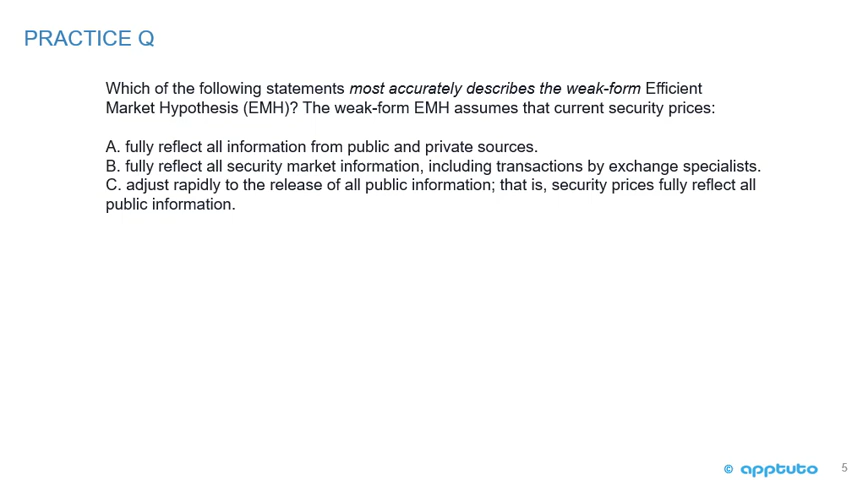 PRACTICE Q
Which of the following statements most accurately describes the weak-form Efficient
Market Hypothesis (EMH)? The weak-form EMH assumes that current security prices:
A. fully reflect all information from public and private sources.
B. fully reflect all security market information, including transactions by exchange specialists.
C. adjust rapidly to the release of all public information; that is, security prices fully reflect all
public information.
© apptuto 5